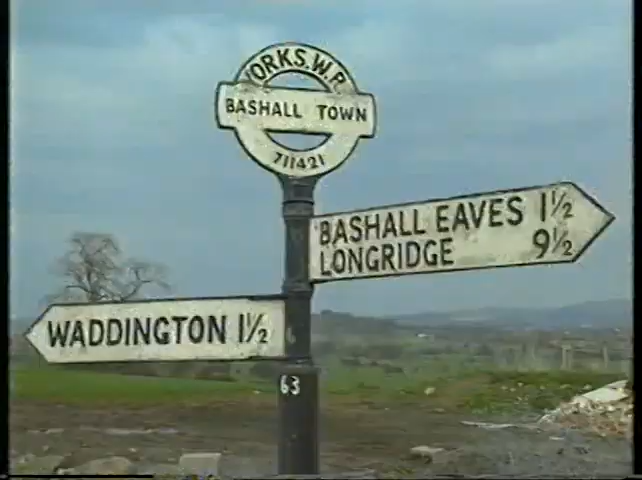 YORKS.W.R.
BASHALL TOWN
711421
BASHALL EAVES 1½
LONGRIDGE 9½
WADDINGTON 1½
63